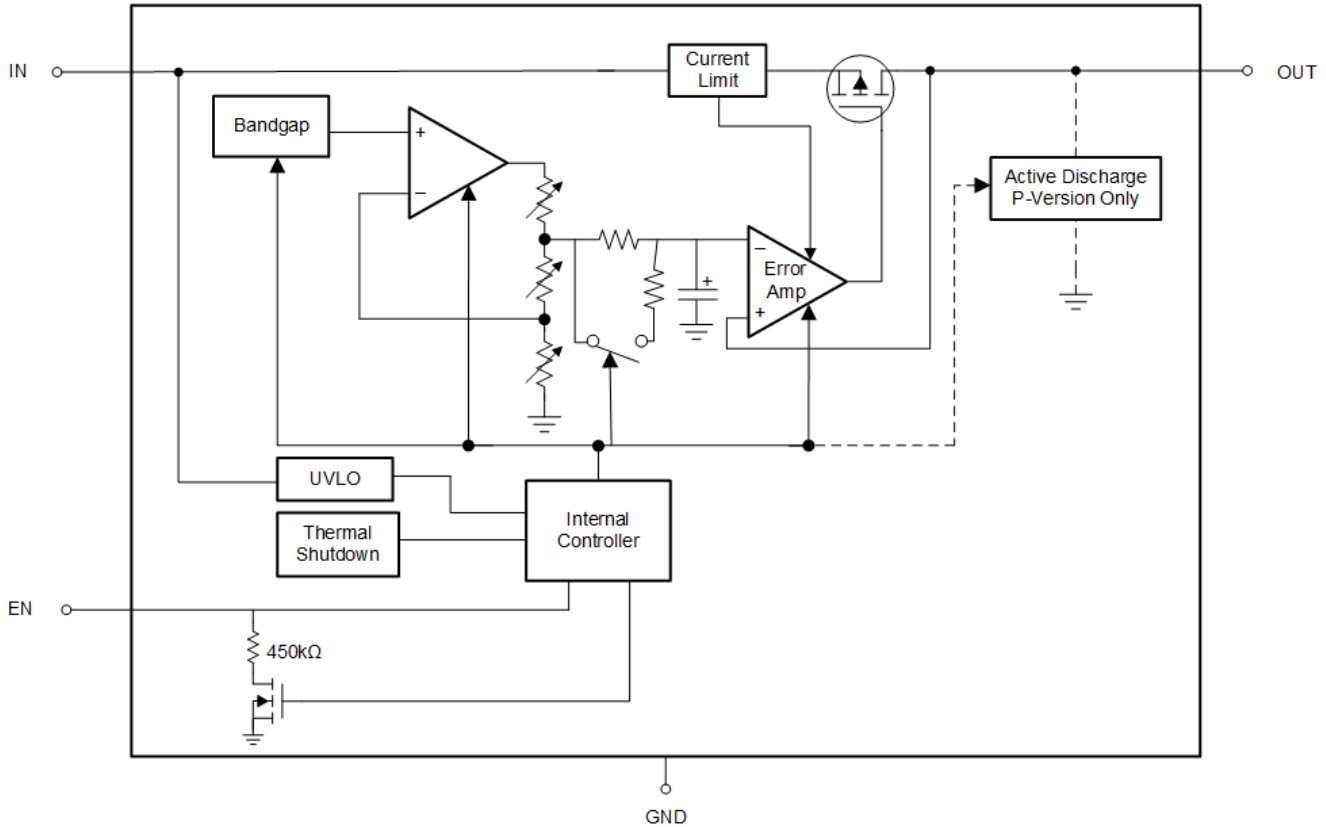 IN
Current
Limit
OUT
Bandgap
+
–
Active Discharge
P-Version Only
–
Error
Amp
+
+
UVLO
Internal
Controller
Thermal
Shutdown
EN
450kΩ
GND